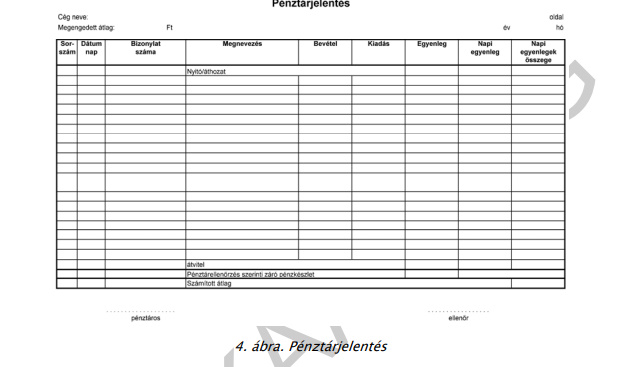 Pénztárjelentés
Cég neve: oldal
Megengedett átlag: Ft év hó
Sor- Dátum Bizonylat Megnevezés Bevétel Kiadás Egyenleg Napi Napi
szám nap száma egyenleg egyenlegek
összege
Nyitó/áthozat
átvitel
Pénztárellenőrzés szerinti záró pénzkészlet
Számított átlag
pénztáros ellenőr
4. ábra. Pénztárjelentés